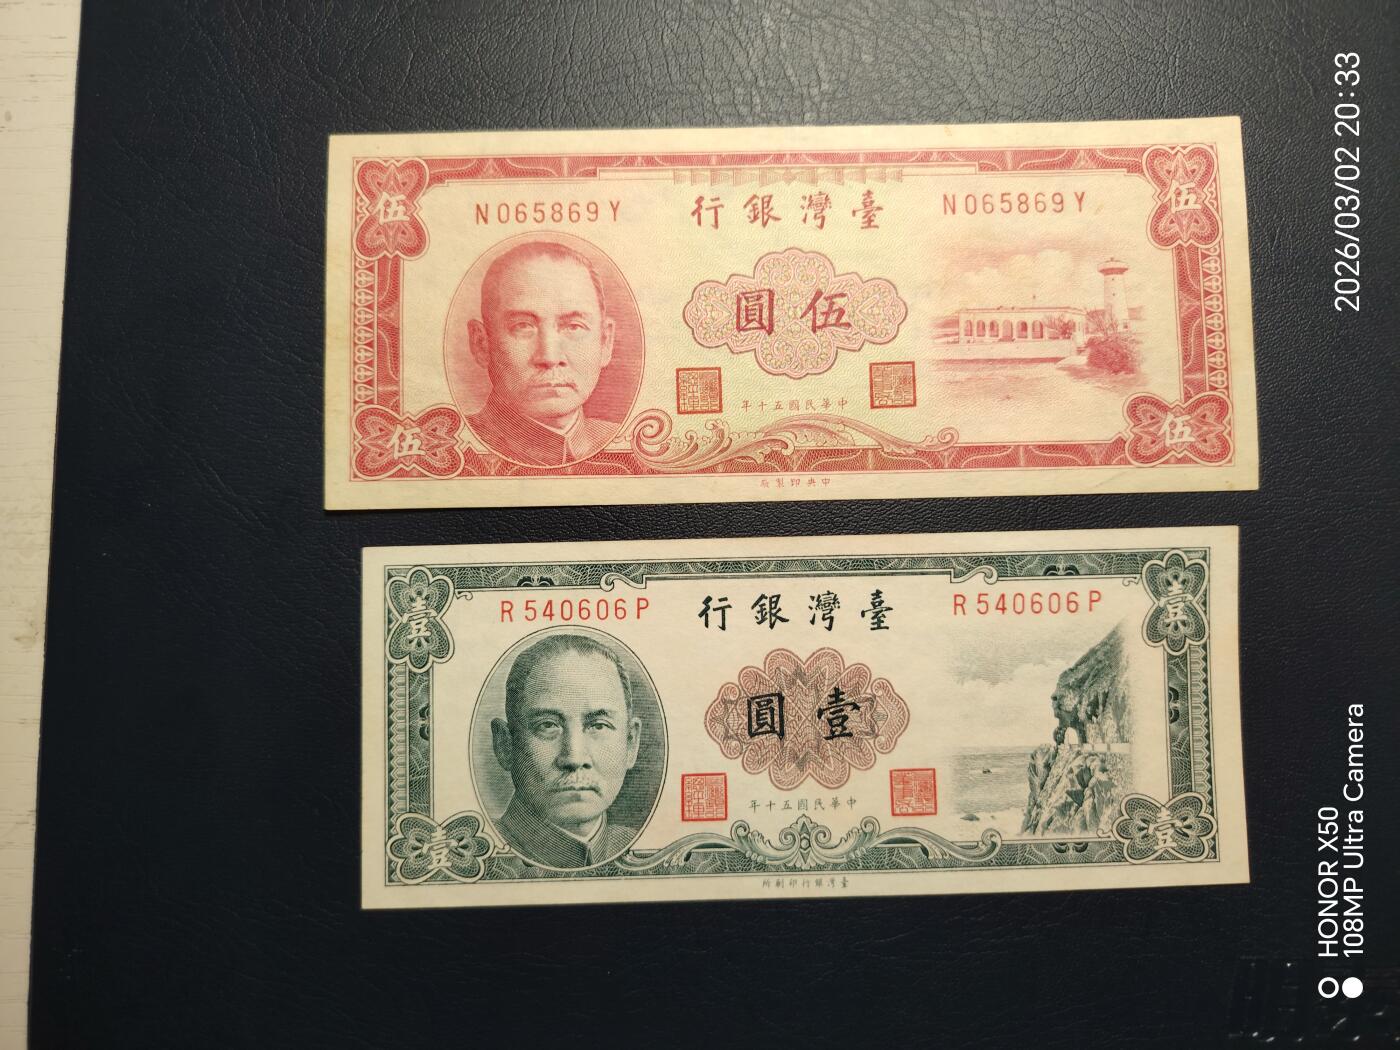 N065869Y
行銀灣臺
N065869Y
伍
伍
圓伍
年十五國民華中
伍
伍
廠製印央中
R540606P
行銀灣臺
R540606P
壹
壹
圓壹
年十五國民華中
壹
壹
所刷印行銀灣臺
2026/03/02 20:33
HONOR X50
108MP Ultra Camera